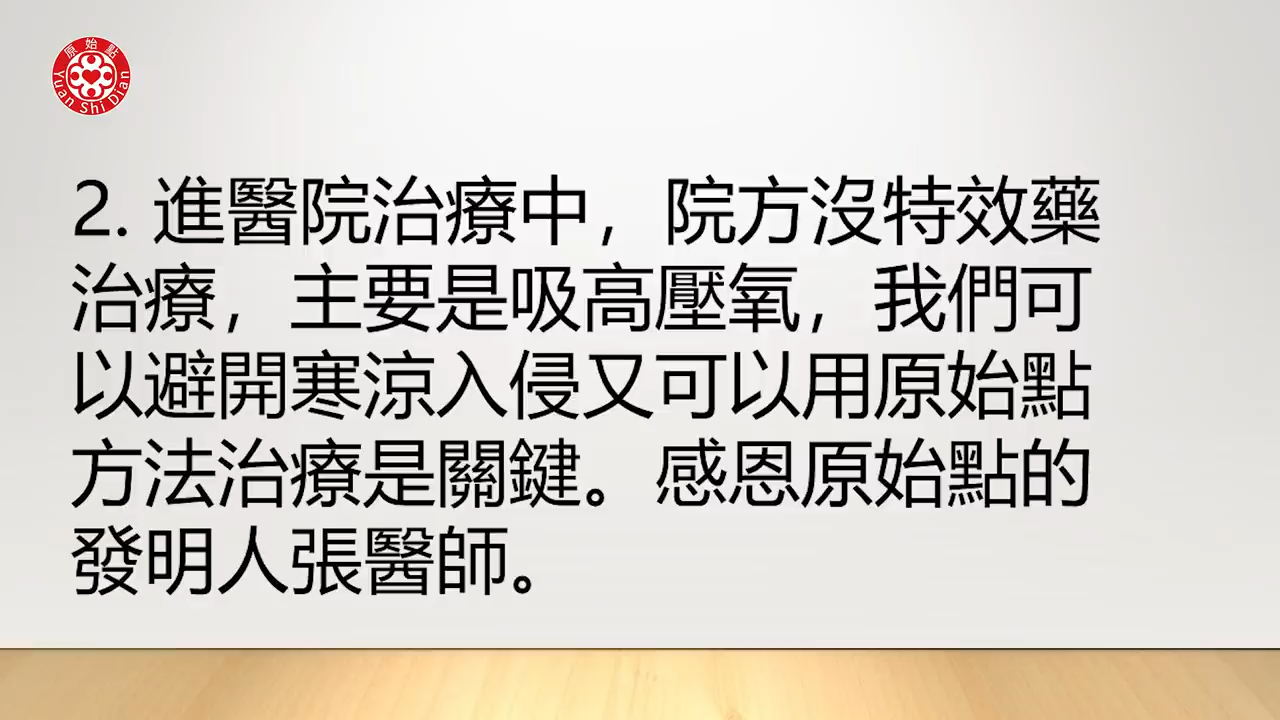 原始點
Yuan Shi Dian
2. 進醫院治療中，院方沒特效藥
治療，主要是吸高壓氧，我們可
以避開寒涼入侵又可以用原始點
方法治療是關鍵。感恩原始點的
發明人張醫師。